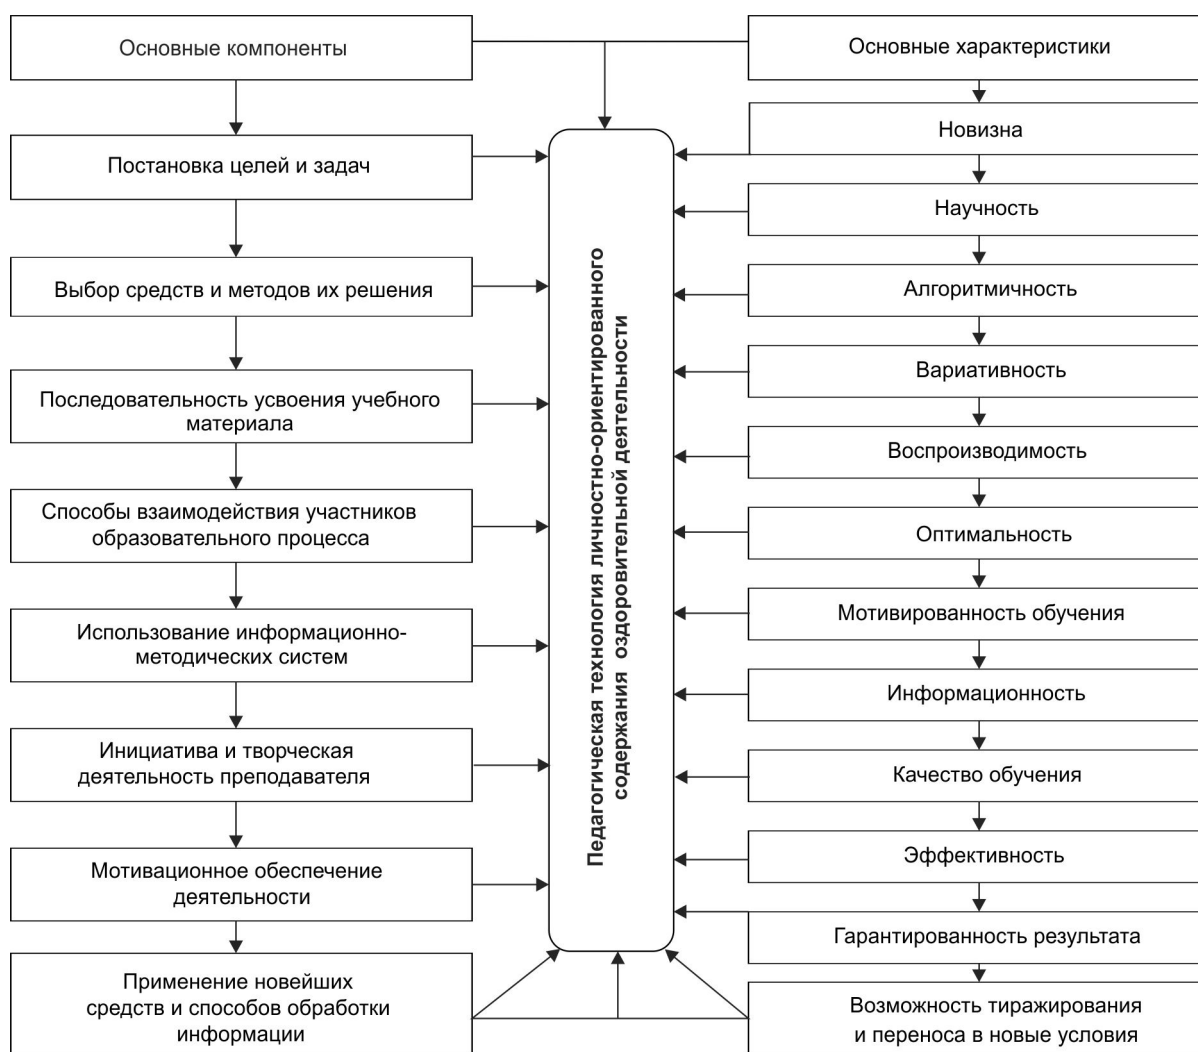 Основные компоненты
Постановка целей и задач
Выбор средств и методов их решения
Последовательность усвоения учебного
материала
Способы взаимодействия участников
образовательного процесса
Использование информационно-
методических систем
Инициатива и творческая
деятельность преподавателя
Мотивационное обеспечение
деятельности
Применение новейших
средств и способов обработки
информации
Педагогическая технология личностно-ориентированного
содержания оздоровительной деятельности
Основные характеристики
Новизна
Научность
Алгоритмичность
Вариативность
Воспроизводимость
Оптимальность
Мотивированность обучения
Информационность
Качество обучения
Эффективность
Гарантированность результата
Возможность тиражирования
и переноса в новые условия